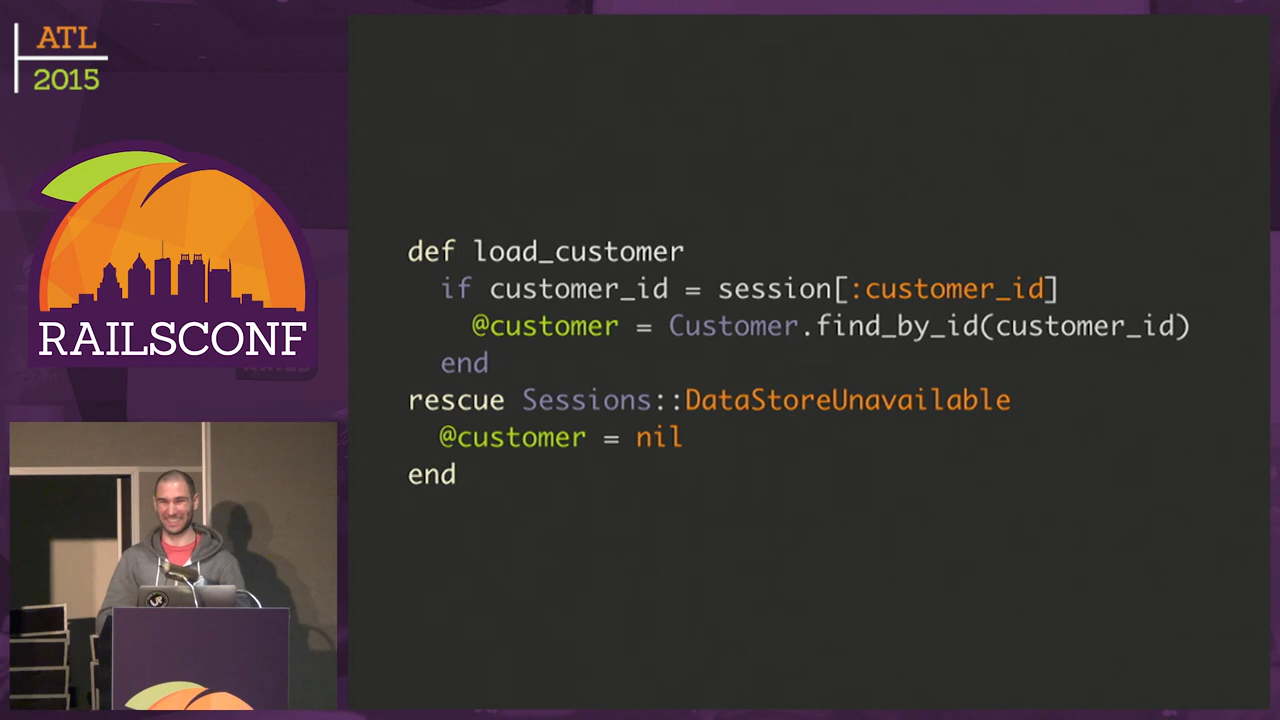 ATL
2015
RAILSCONF
def load_customer
  if customer_id = session[:customer_id]
    @customer = Customer.find_by_id(customer_id)
  end
rescue Sessions::DataStoreUnavailable
  @customer = nil
end